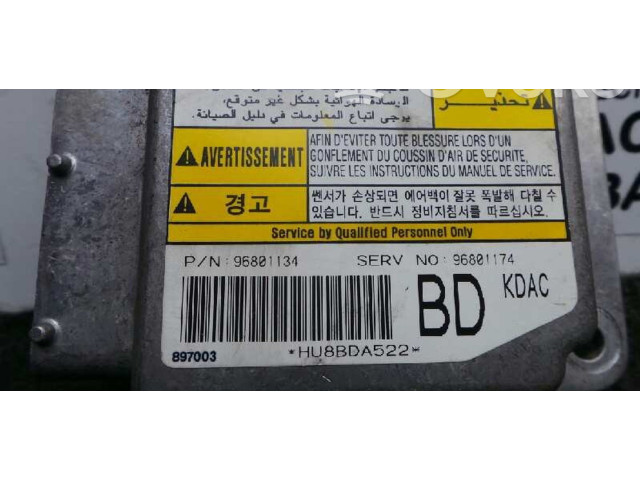 الوسادة الهوائية بشكل غير متوقع،
يرجى اتباع المعلومات في دليل الصيانة.
تحذير
AVERTISSEMENT
AFIN D'EVITER TOUTE BLESSURE LORS D'UN
GONFLEMENT DU COUSSIN D'AIR DE SECURITE,
SUIVRE LES INSTRUCTIONS DU MANUEL DE SERVICE.
경고
쎈서가 손상되면 에어백이 잘못 폭발해 다칠 수
있습니다. 반드시 정비지침서를 따르십시오.
Service by Qualified Personnel Only
P/N: 96801134 SERV NO: 96801174
BD KDAC
897003 *HU8BDA522*
AC
BA